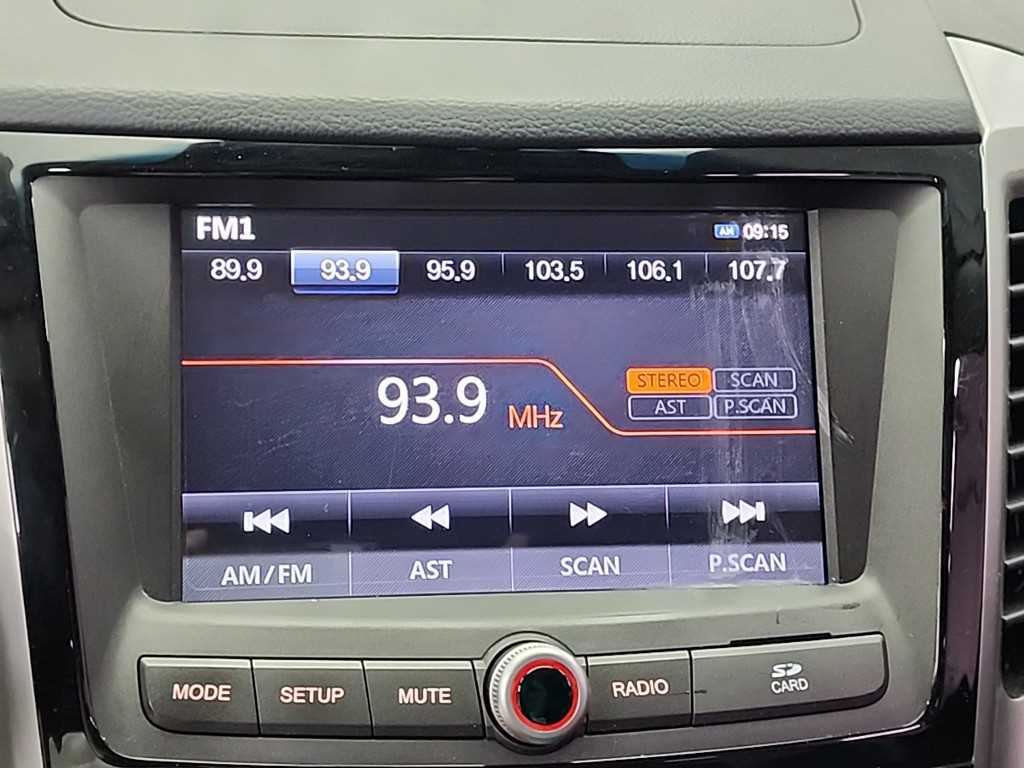 FM1 AM 09:15
89.9 93.9 95.9 103.5 106.1 107.7
93.9 MHz
STEREO SCAN
AST P.SCAN
AM/FM AST SCAN P.SCAN
MODE SETUP MUTE RADIO SD CARD